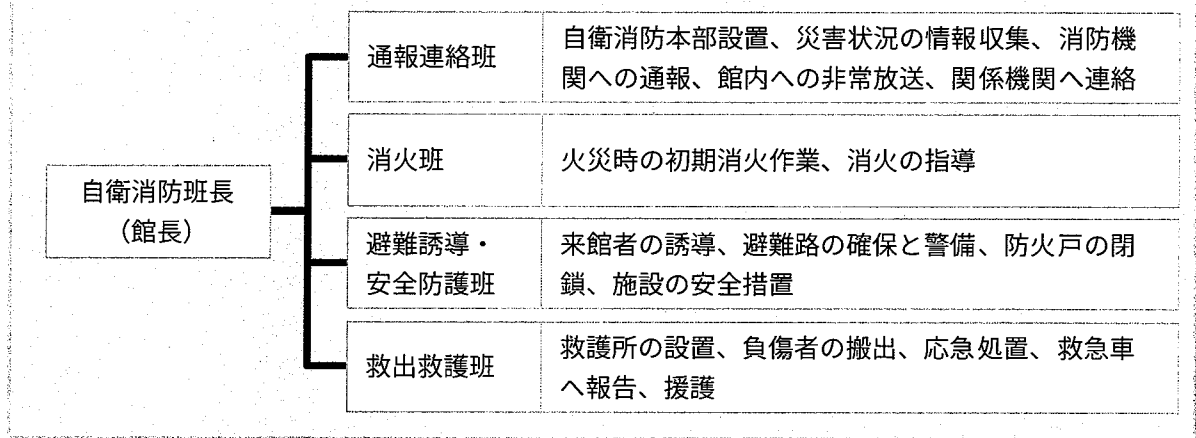 自衛消防班長
（館長）
通報連絡班
自衛消防本部設置、災害状況の情報収集、消防機
関への通報、館内への非常放送、関係機関へ連絡
消火班
火災時の初期消火作業、消火の指導
避難誘導・
安全防護班
来館者の誘導、避難路の確保と警備、防火戸の閉
鎖、施設の安全措置
救出救護班
救護所の設置、負傷者の搬出、応急処置、救急車
へ報告、援護